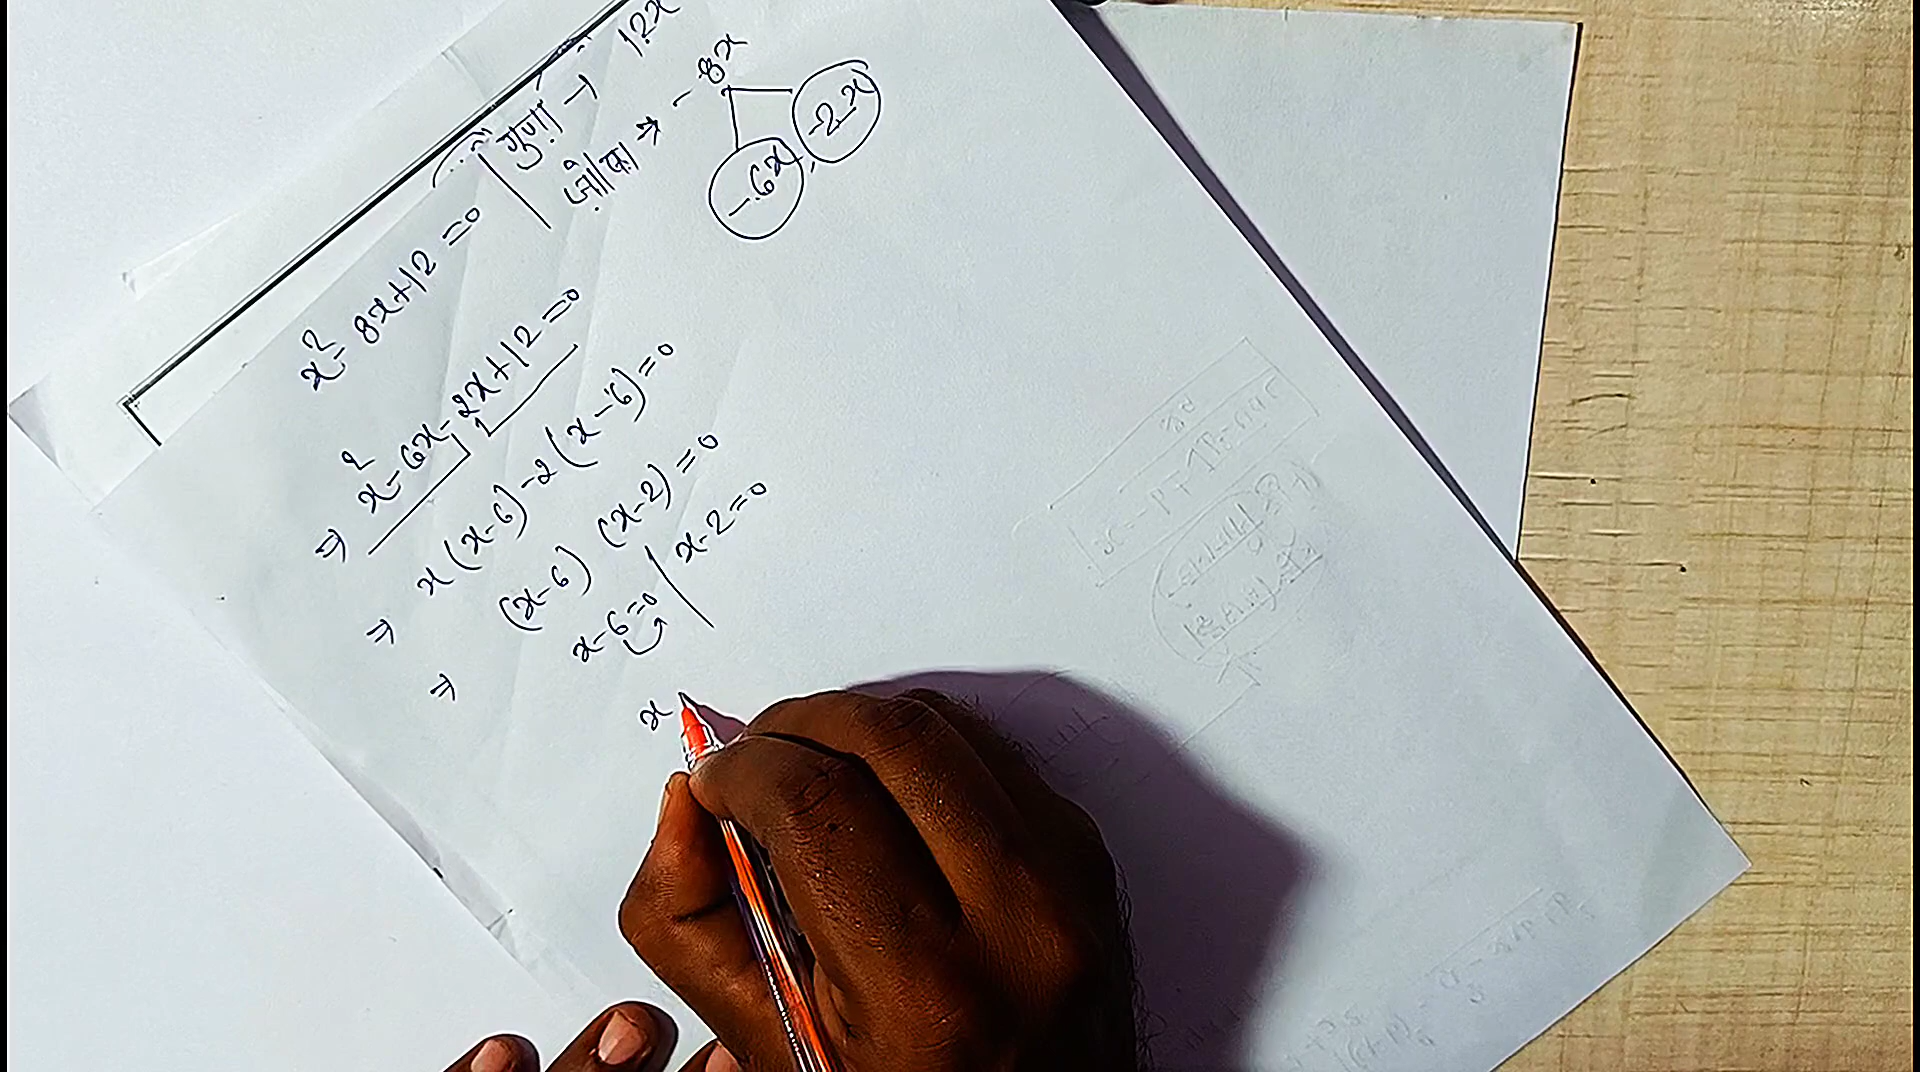 गुणा → 12x
जोफा ⇒ - 8x
-6x, -2x
x² - 8x+12 = 0
⇒ x² - 6x - 2x + 12 = 0
⇒ x (x-6) - 2 (x - 6) = 0
⇒ (x-6) (x-2) = 0
x-6=0 | x-2=0
x